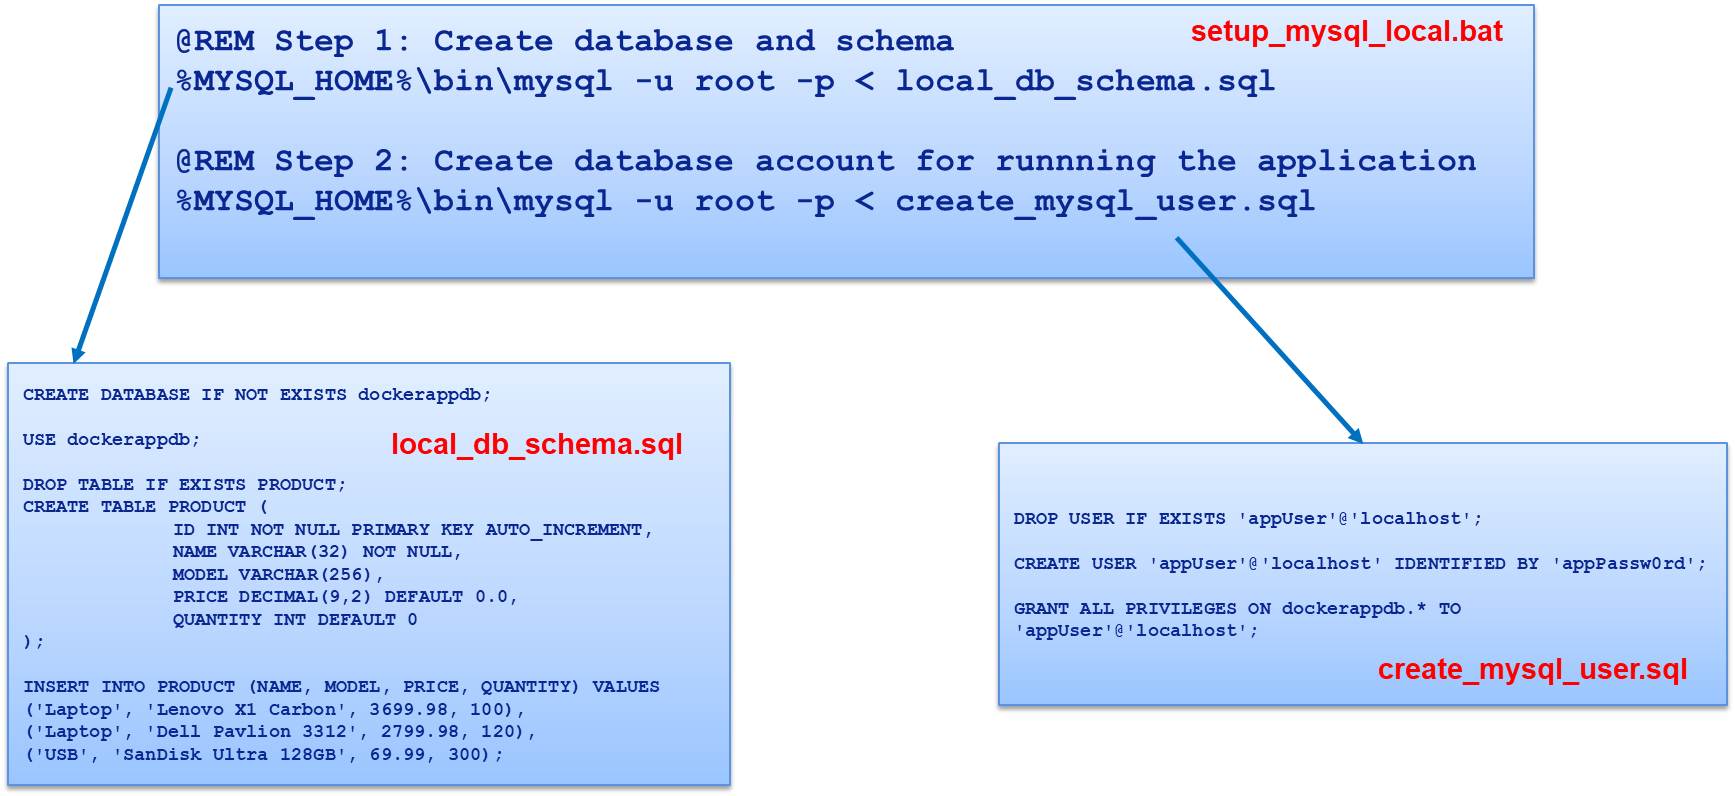 setup_mysql_local.bat
@REM Step 1: Create database and schema
%MYSQL_HOME%\bin\mysql -u root -p < local_db_schema.sql
@REM Step 2: Create database account for runnning the application
%MYSQL_HOME%\bin\mysql -u root -p < create_mysql_user.sql
CREATE DATABASE IF NOT EXISTS dockerappdb;
USE dockerappdb;
local_db_schema.sql
DROP TABLE IF EXISTS PRODUCT;
CREATE TABLE PRODUCT (
ID INT NOT NULL PRIMARY KEY AUTO_INCREMENT,
NAME VARCHAR(32) NOT NULL,
MODEL VARCHAR(256),
PRICE DECIMAL(9,2) DEFAULT 0.0,
QUANTITY INT DEFAULT 0
);
INSERT INTO PRODUCT (NAME, MODEL, PRICE, QUANTITY) VALUES
('Laptop', 'Lenovo X1 Carbon', 3699.98, 100),
('Laptop', 'Dell Pavlion 3312', 2799.98, 120),
('USB', 'SanDisk Ultra 128GB', 69.99, 300);
DROP USER IF EXISTS 'appUser'@'localhost';
CREATE USER 'appUser'@'localhost' IDENTIFIED BY 'appPassw0rd';
GRANT ALL PRIVILEGES ON dockerappdb.* TO
'appUser'@'localhost';
create_mysql_user.sql